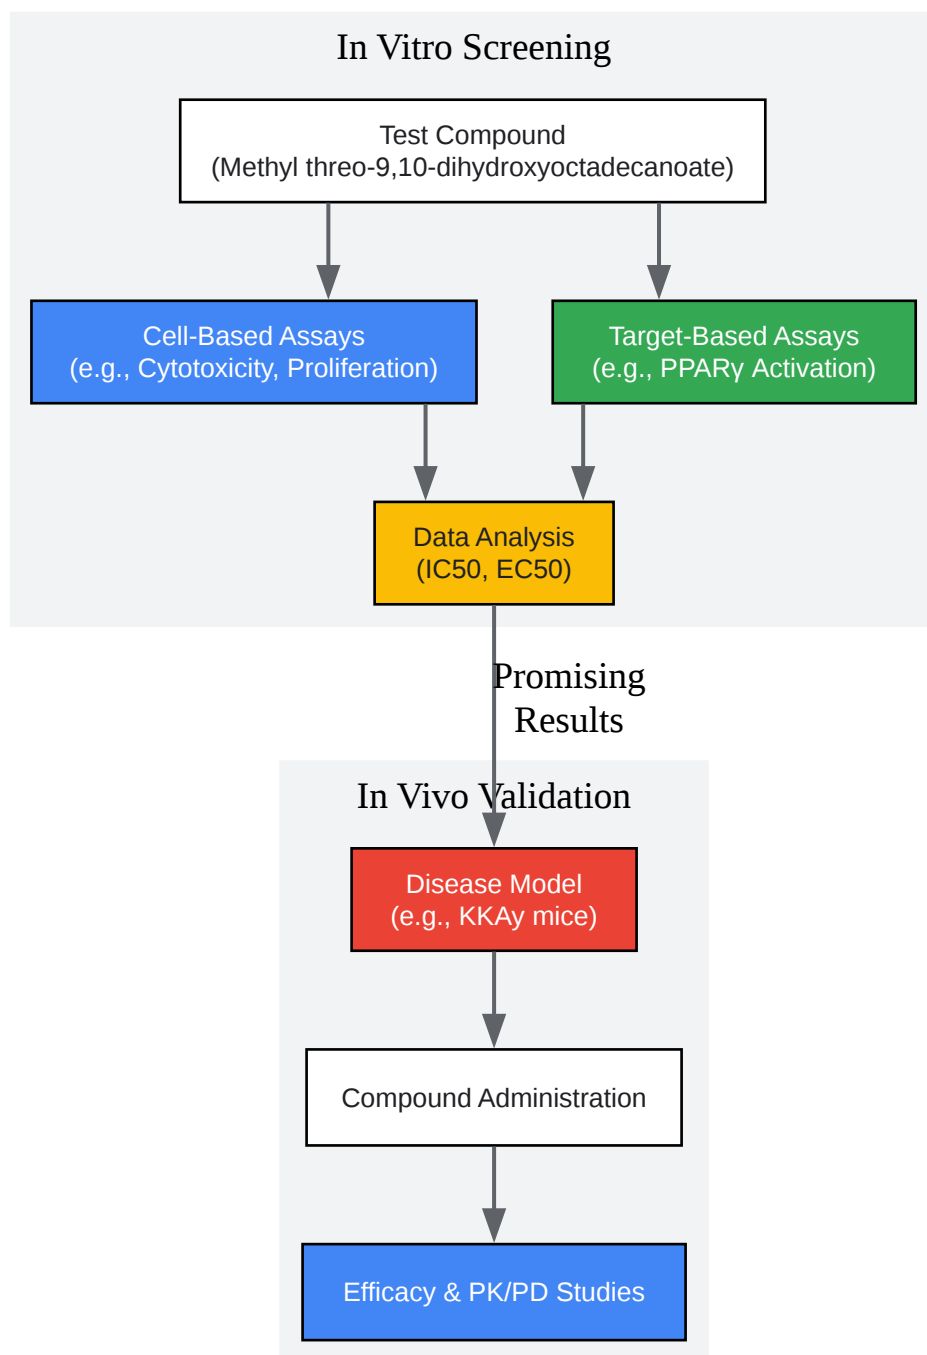 In Vitro Screening
Test Compound
(Methyl threo-9,10-dihydroxyoctadecanoate)
Cell-Based Assays
(e.g., Cytotoxicity, Proliferation)
Target-Based Assays
(e.g., PPARγ Activation)
Data Analysis
(IC50, EC50)
Promising
Results
In Vivo Validation
Disease Model
(e.g., KKAy mice)
Compound Administration
Efficacy & PK/PD Studies